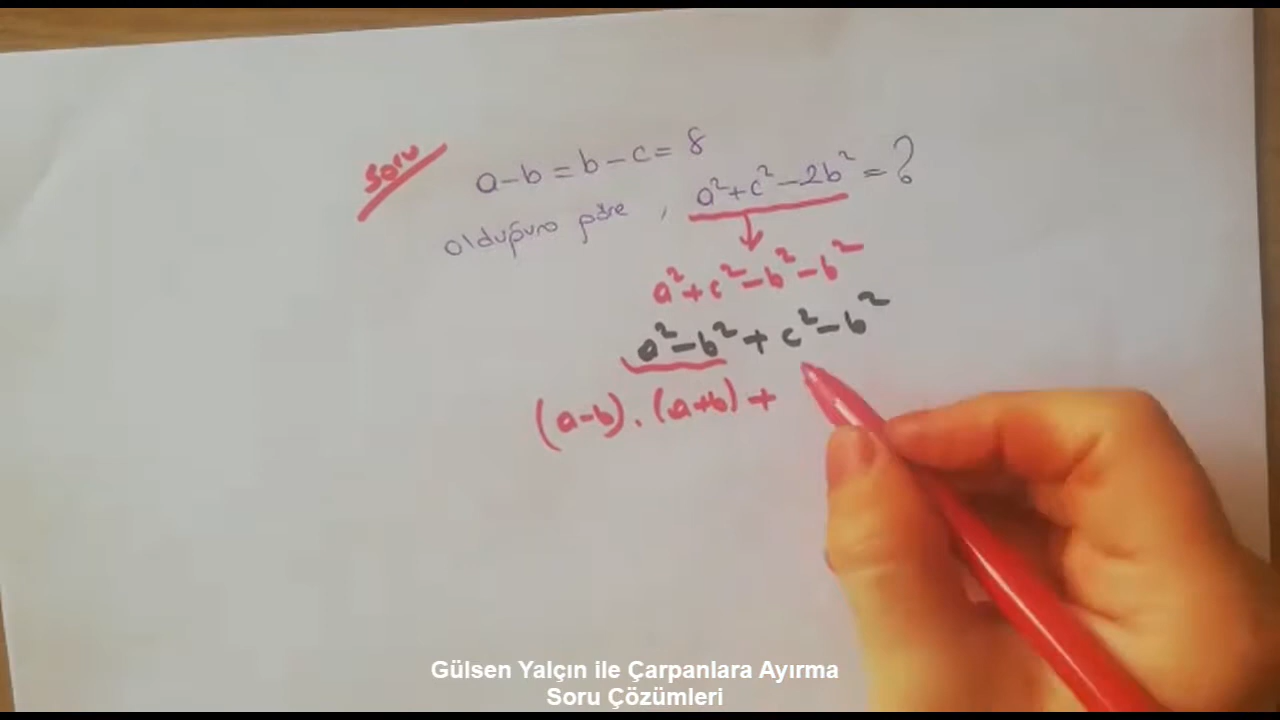 Soru
a-b=b-c=8
olduğuna göre, a²+c²-2b²=?
a²+c²-b²-b²
a²-b²+c²-b²
(a-b).(a+b)+
Gülsen Yalçın ile Çarpanlara Ayırma
Soru Çözümleri